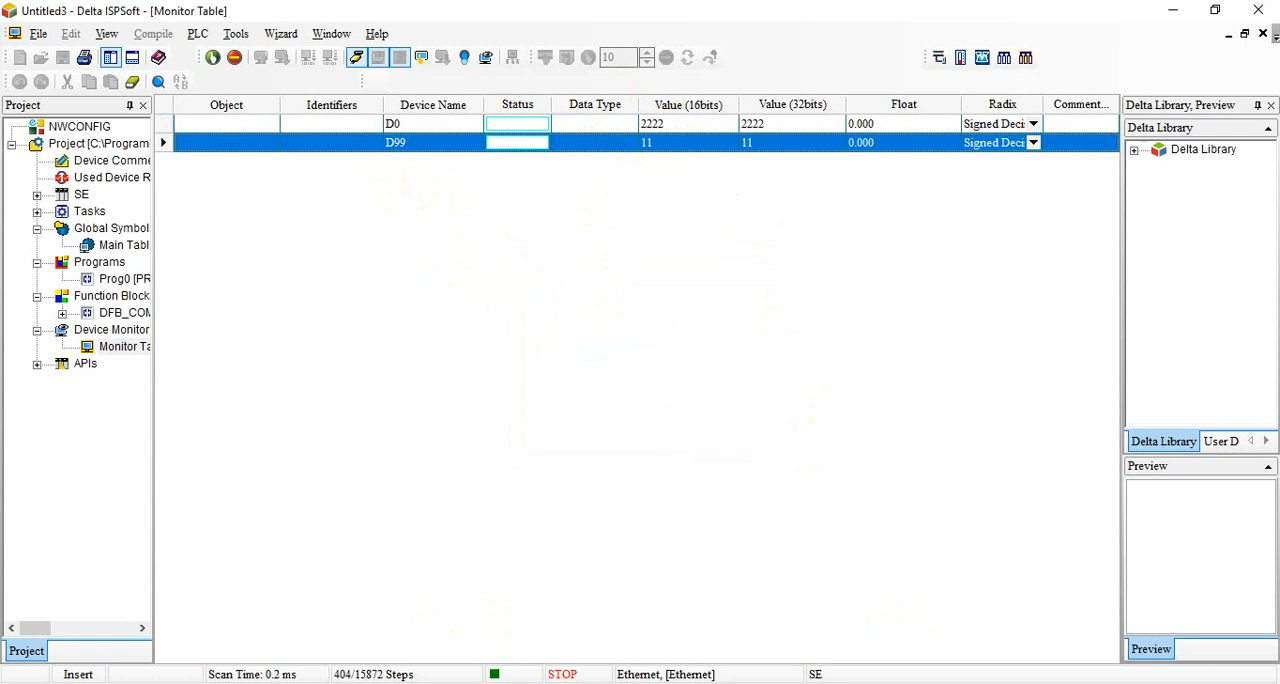 Untitled3 - Delta ISPSoft - [Monitor Table]
File Edit View Compile PLC Tools Wizard Window Help
10
Project
NWCONFIG
Project [C:\Program
Device Comme
Used Device R
SE
Tasks
Global Symbol
Main Tabl
Programs
Prog0 [PR
Function Block
DFB_COM
Device Monitor
Monitor Ta
APIs
Project
Object Identifiers Device Name Status Data Type Value (16bits) Value (32bits) Float Radix Comment...
D0 2222 2222 0.000 Signed Deci
D99 11 11 0.000 Signed Deci
Delta Library, Preview
Delta Library
Delta Library
Delta Library User D
Preview
Preview
Insert Scan Time: 0.2 ms 404/15872 Steps STOP Ethernet, [Ethernet] SE